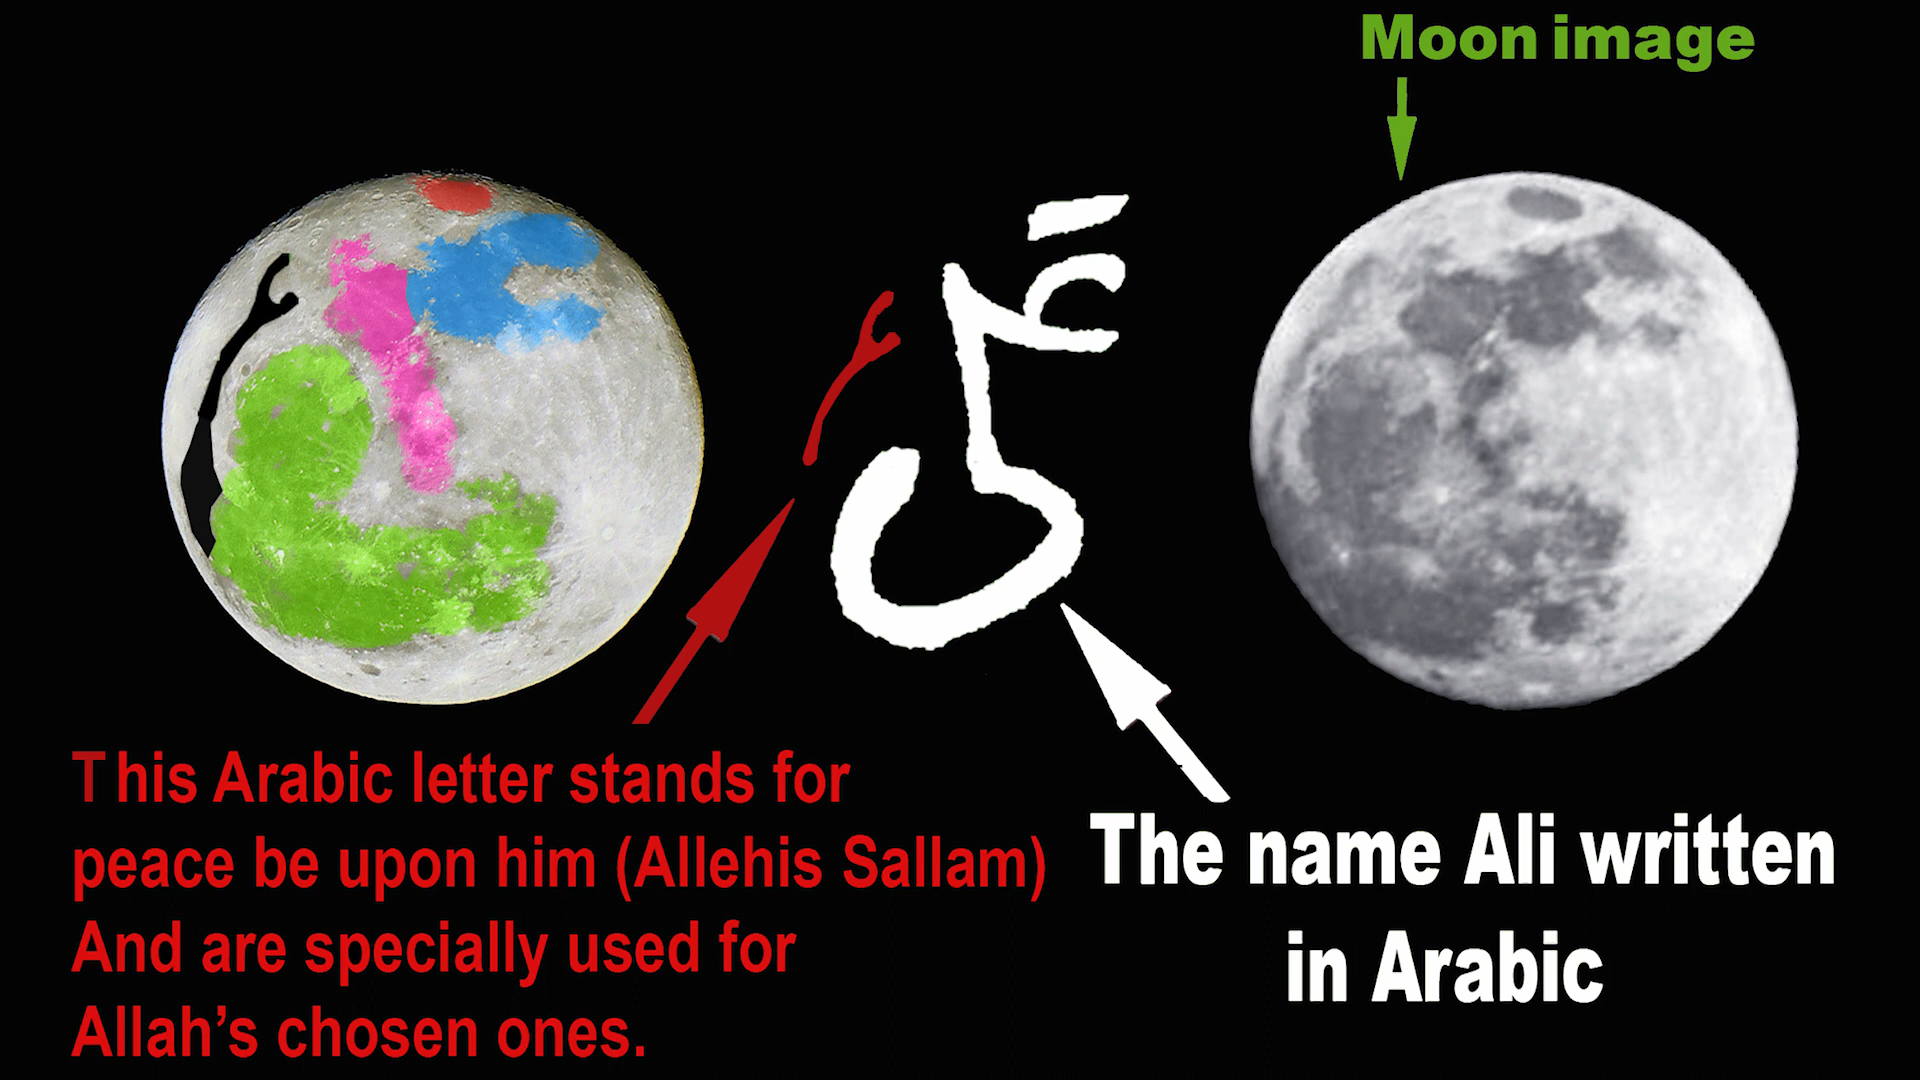 Moon image
علی
This Arabic letter stands for
peace be upon him (Allehis Sallam)
And are specially used for
Allah’s chosen ones.
The name Ali written
in Arabic